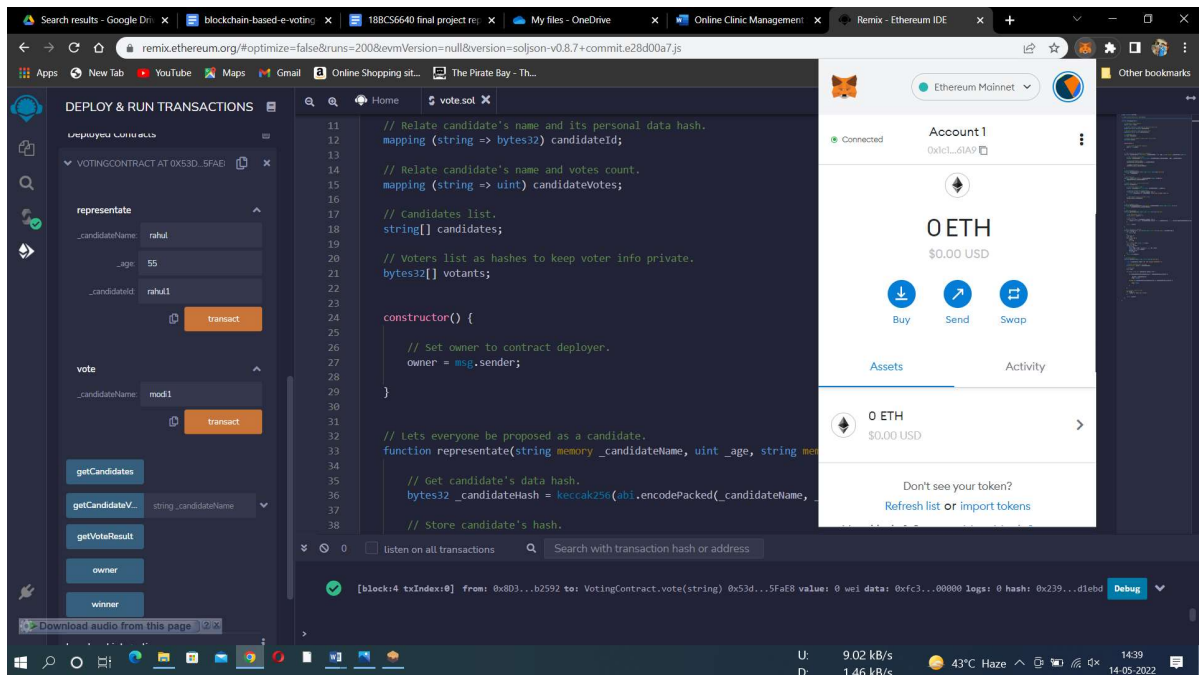 Search results - Google Dri
blockchain-based-e-voting
18BCS6640 final project rep
My files - OneDrive
Online Clinic Management
Remix - Ethereum IDE
remix.ethereum.org/#optimize=false&runs=200&evmVersion=null&version=soljson-v0.8.7+commit.e28d00a7.js
Apps
New Tab
YouTube
Maps
Gmail
Online Shopping sit...
The Pirate Bay - Th...
Other bookmarks
DEPLOY & RUN TRANSACTIONS
Deployed Contracts
VOTINGCONTRACT AT 0X53D...5FAE
representate
_candidateName: rahul
_age: 55
_candidateId: rahul1
transact
vote
_candidateName: modi1
transact
getCandidates
getCandidateV... string _candidateName
getVoteResult
owner
winner
Download audio from this page
Home
vote.sol
11 // Relate candidate's name and its personal data hash.
12 mapping (string => bytes32) candidateId;
13
14 // Relate candidate's name and votes count.
15 mapping (string => uint) candidateVotes;
16
17 // Candidates list.
18 string[] candidates;
19
20 // Voters list as hashes to keep voter info private.
21 bytes32[] votants;
22
23
24 constructor() {
25
26 // Set owner to contract deployer.
27 owner = msg.sender;
28
29 }
30
31
32 // Lets everyone be proposed as a candidate.
33 function representate(string memory _candidateName, uint _age, string mem
34
35 // Get candidate's data hash.
36 bytes32 _candidateHash = keccak256(abi.encodePacked(_candidateName, _
37
38 // Store candidate's hash.
0
listen on all transactions
Search with transaction hash or address
[block:4 txIndex:0] from: 0x8D3...b2592 to: VotingContract.vote(string) 0x53d...5FaE8 value: 0 wei data: 0xfc3...00000 logs: 0 hash: 0x239...d1ebd
Debug
>
Ethereum Mainnet
Connected
Account 1
0x1c1...61A9
0 ETH
$0.00 USD
Buy
Send
Swap
Assets
Activity
0 ETH
$0.00 USD
Don't see your token?
Refresh list or import tokens
U: 9.02 kB/s
D: 1.46 kB/s
43°C Haze
14:39
14-05-2022